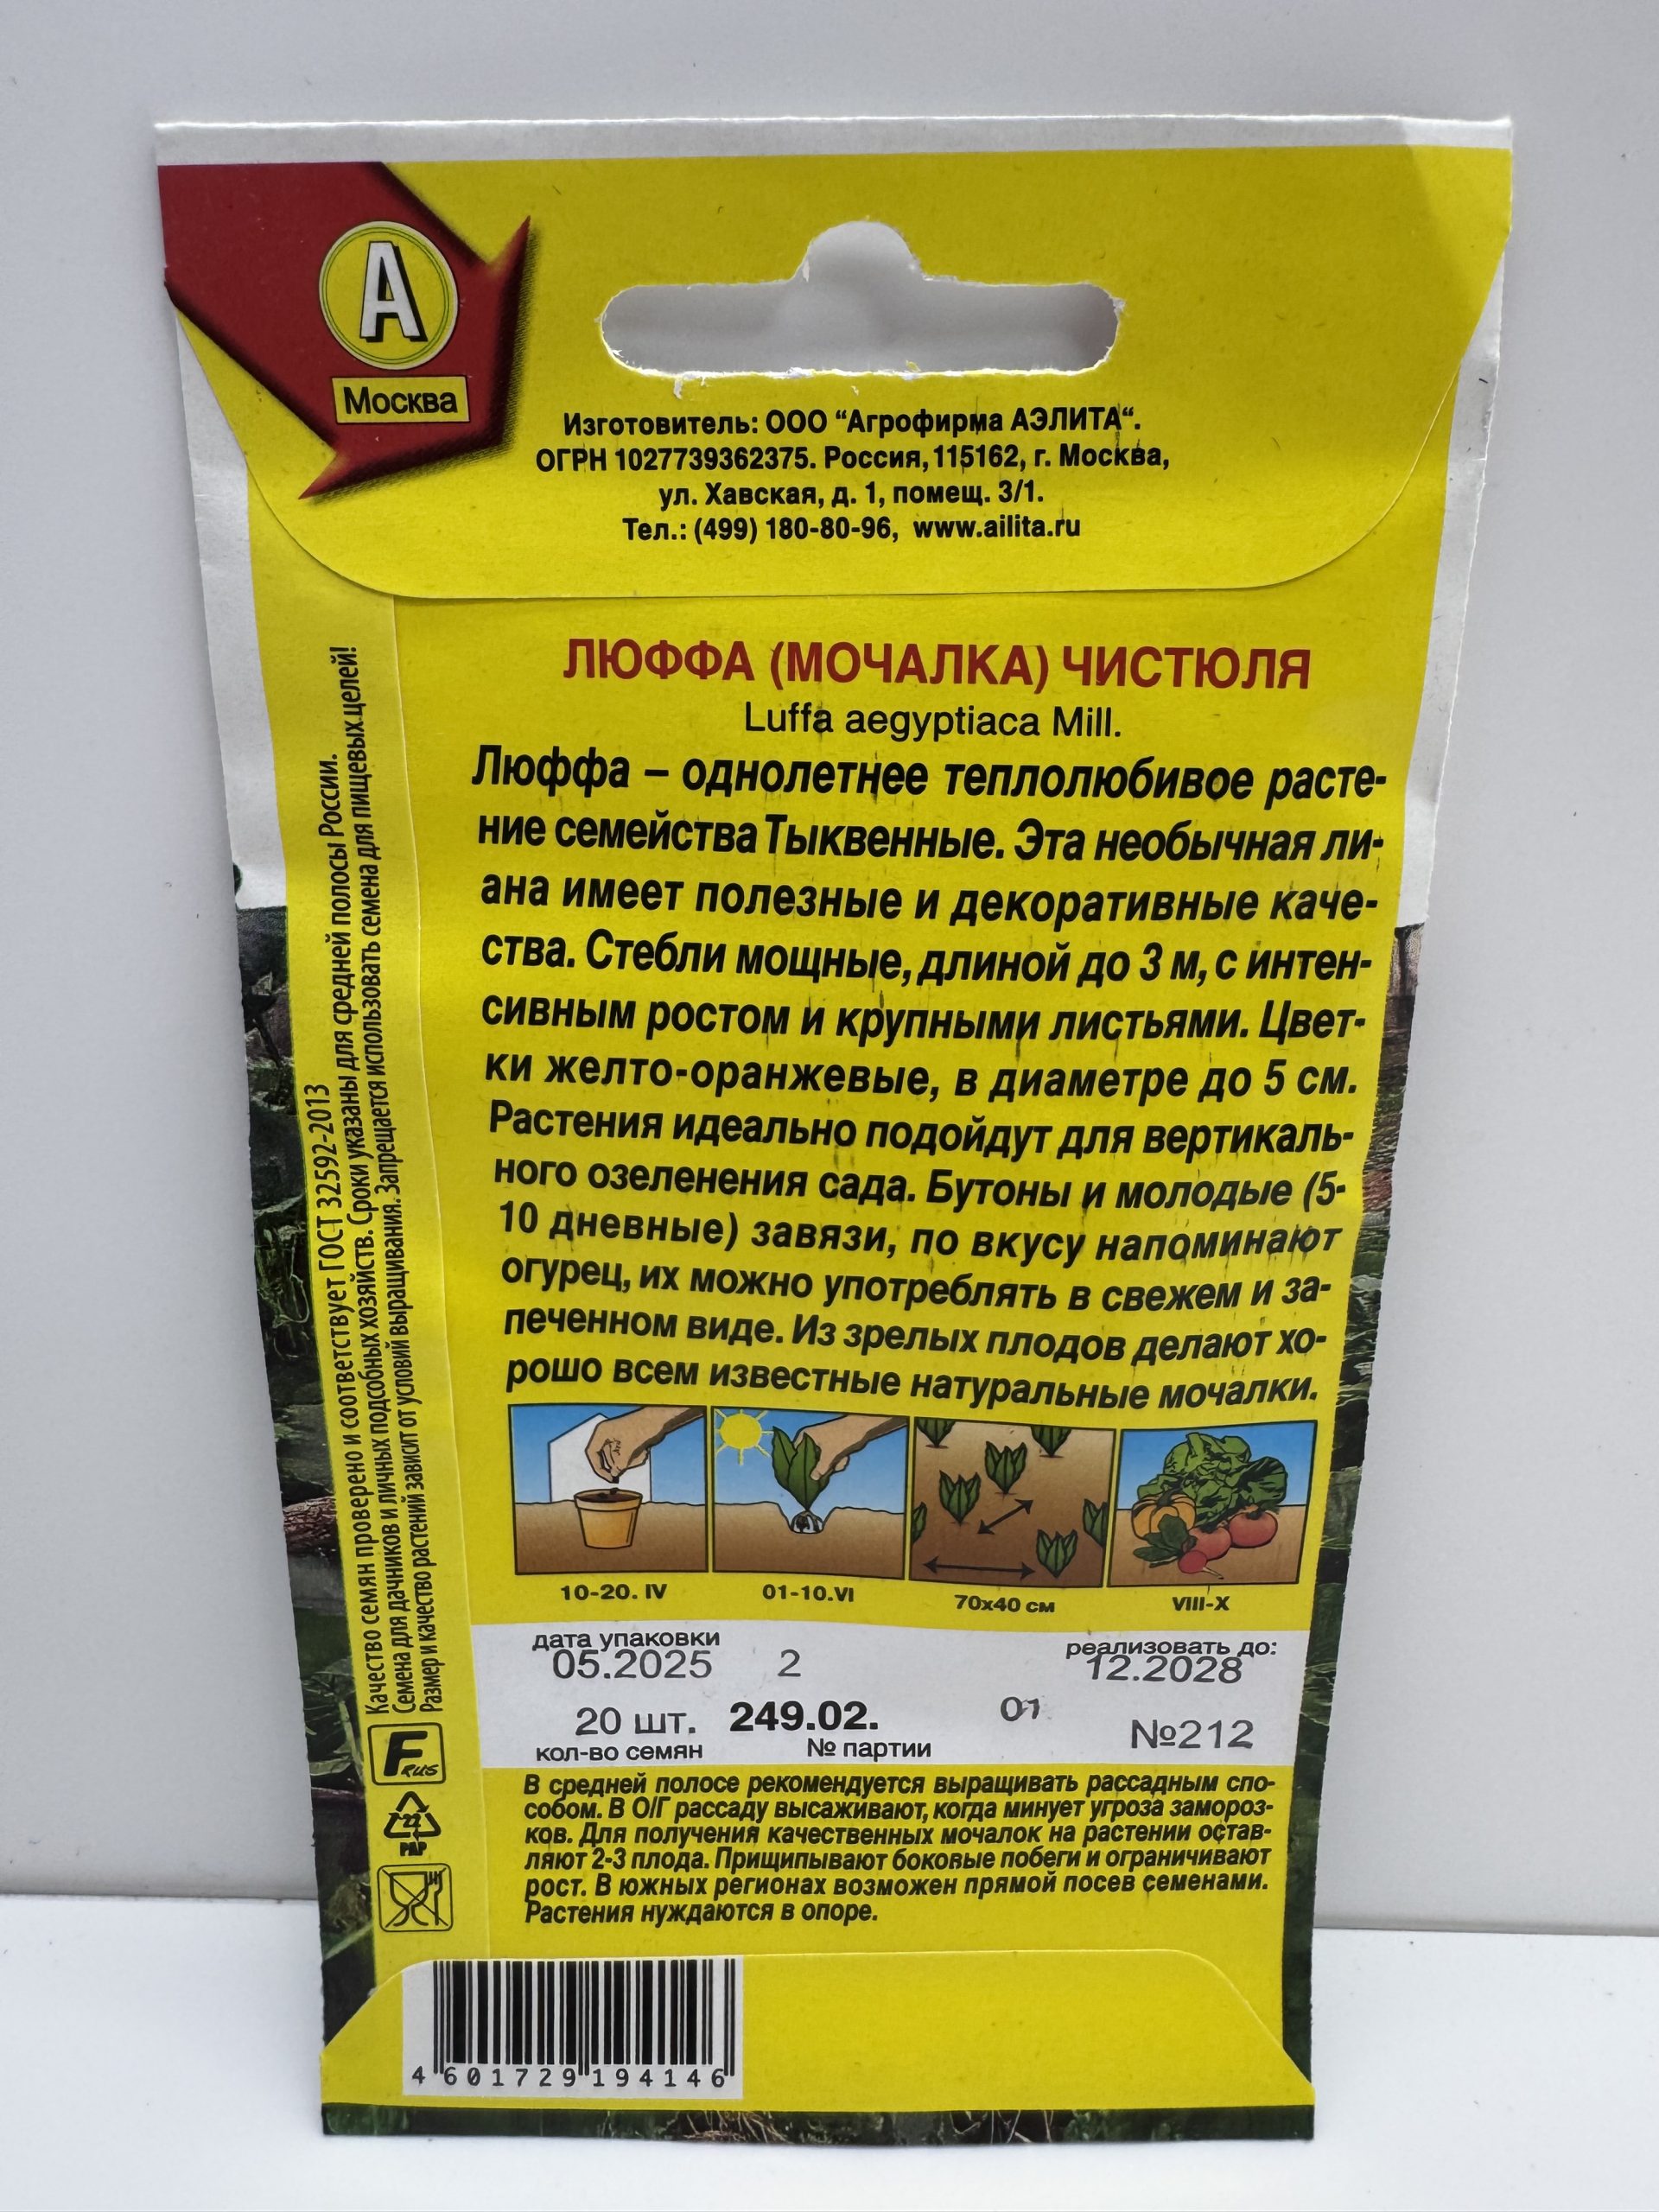 А
Москва
Изготовитель: ООО “Агрофирма АЭЛИТА“.
ОГРН 1027739362375. Россия, 115162, г. Москва,
ул. Хавская, д. 1, помещ. 3/1.
Тел.: (499) 180-80-96, www.ailita.ru
ЛЮФФА (МОЧАЛКА) ЧИСТЮЛЯ
Luffa aegyptiaca Mill.
Люффа – однолетнее теплолюбивое расте-
ние семейства Тыквенные. Эта необычная ли-
ана имеет полезные и декоративные каче-
ства. Стебли мощные, длиной до 3 м, с интен-
сивным ростом и крупными листьями. Цвет-
ки желто-оранжевые, в диаметре до 5 см.
Растения идеально подойдут для вертикаль-
ного озеленения сада. Бутоны и молодые (5-
10 дневные) завязи, по вкусу напоминают
огурец, их можно употреблять в свежем и за-
печенном виде. Из зрелых плодов делают хо-
рошо всем известные натуральные мочалки.
10-20. IV
01-10.VI
70х40 см
VIII-X
дата упаковки
реализовать до:
05.2025 2 12.2028
20 шт. 249.02. 01 №212
кол-во семян № партии
В средней полосе рекомендуется выращивать рассадным спо-
собом. В О/Г рассаду высаживают, когда минует угроза замороз-
ков. Для получения качественных мочалок на растении остав-
ляют 2-3 плода. Прищипывают боковые побеги и ограничивают
рост. В южных регионах возможен прямой посев семенами.
Растения нуждаются в опоре.
Качество семян проверено и соответствует ГОСТ 32592-2013
Семена для дачников и личных подсобных хозяйств. Сроки указаны для средней полосы России.
Размер и качество растений зависит от условий выращивания. Запрещается использовать семена для пищевых целей!
F RUS
22
PAP
4 601729 194146